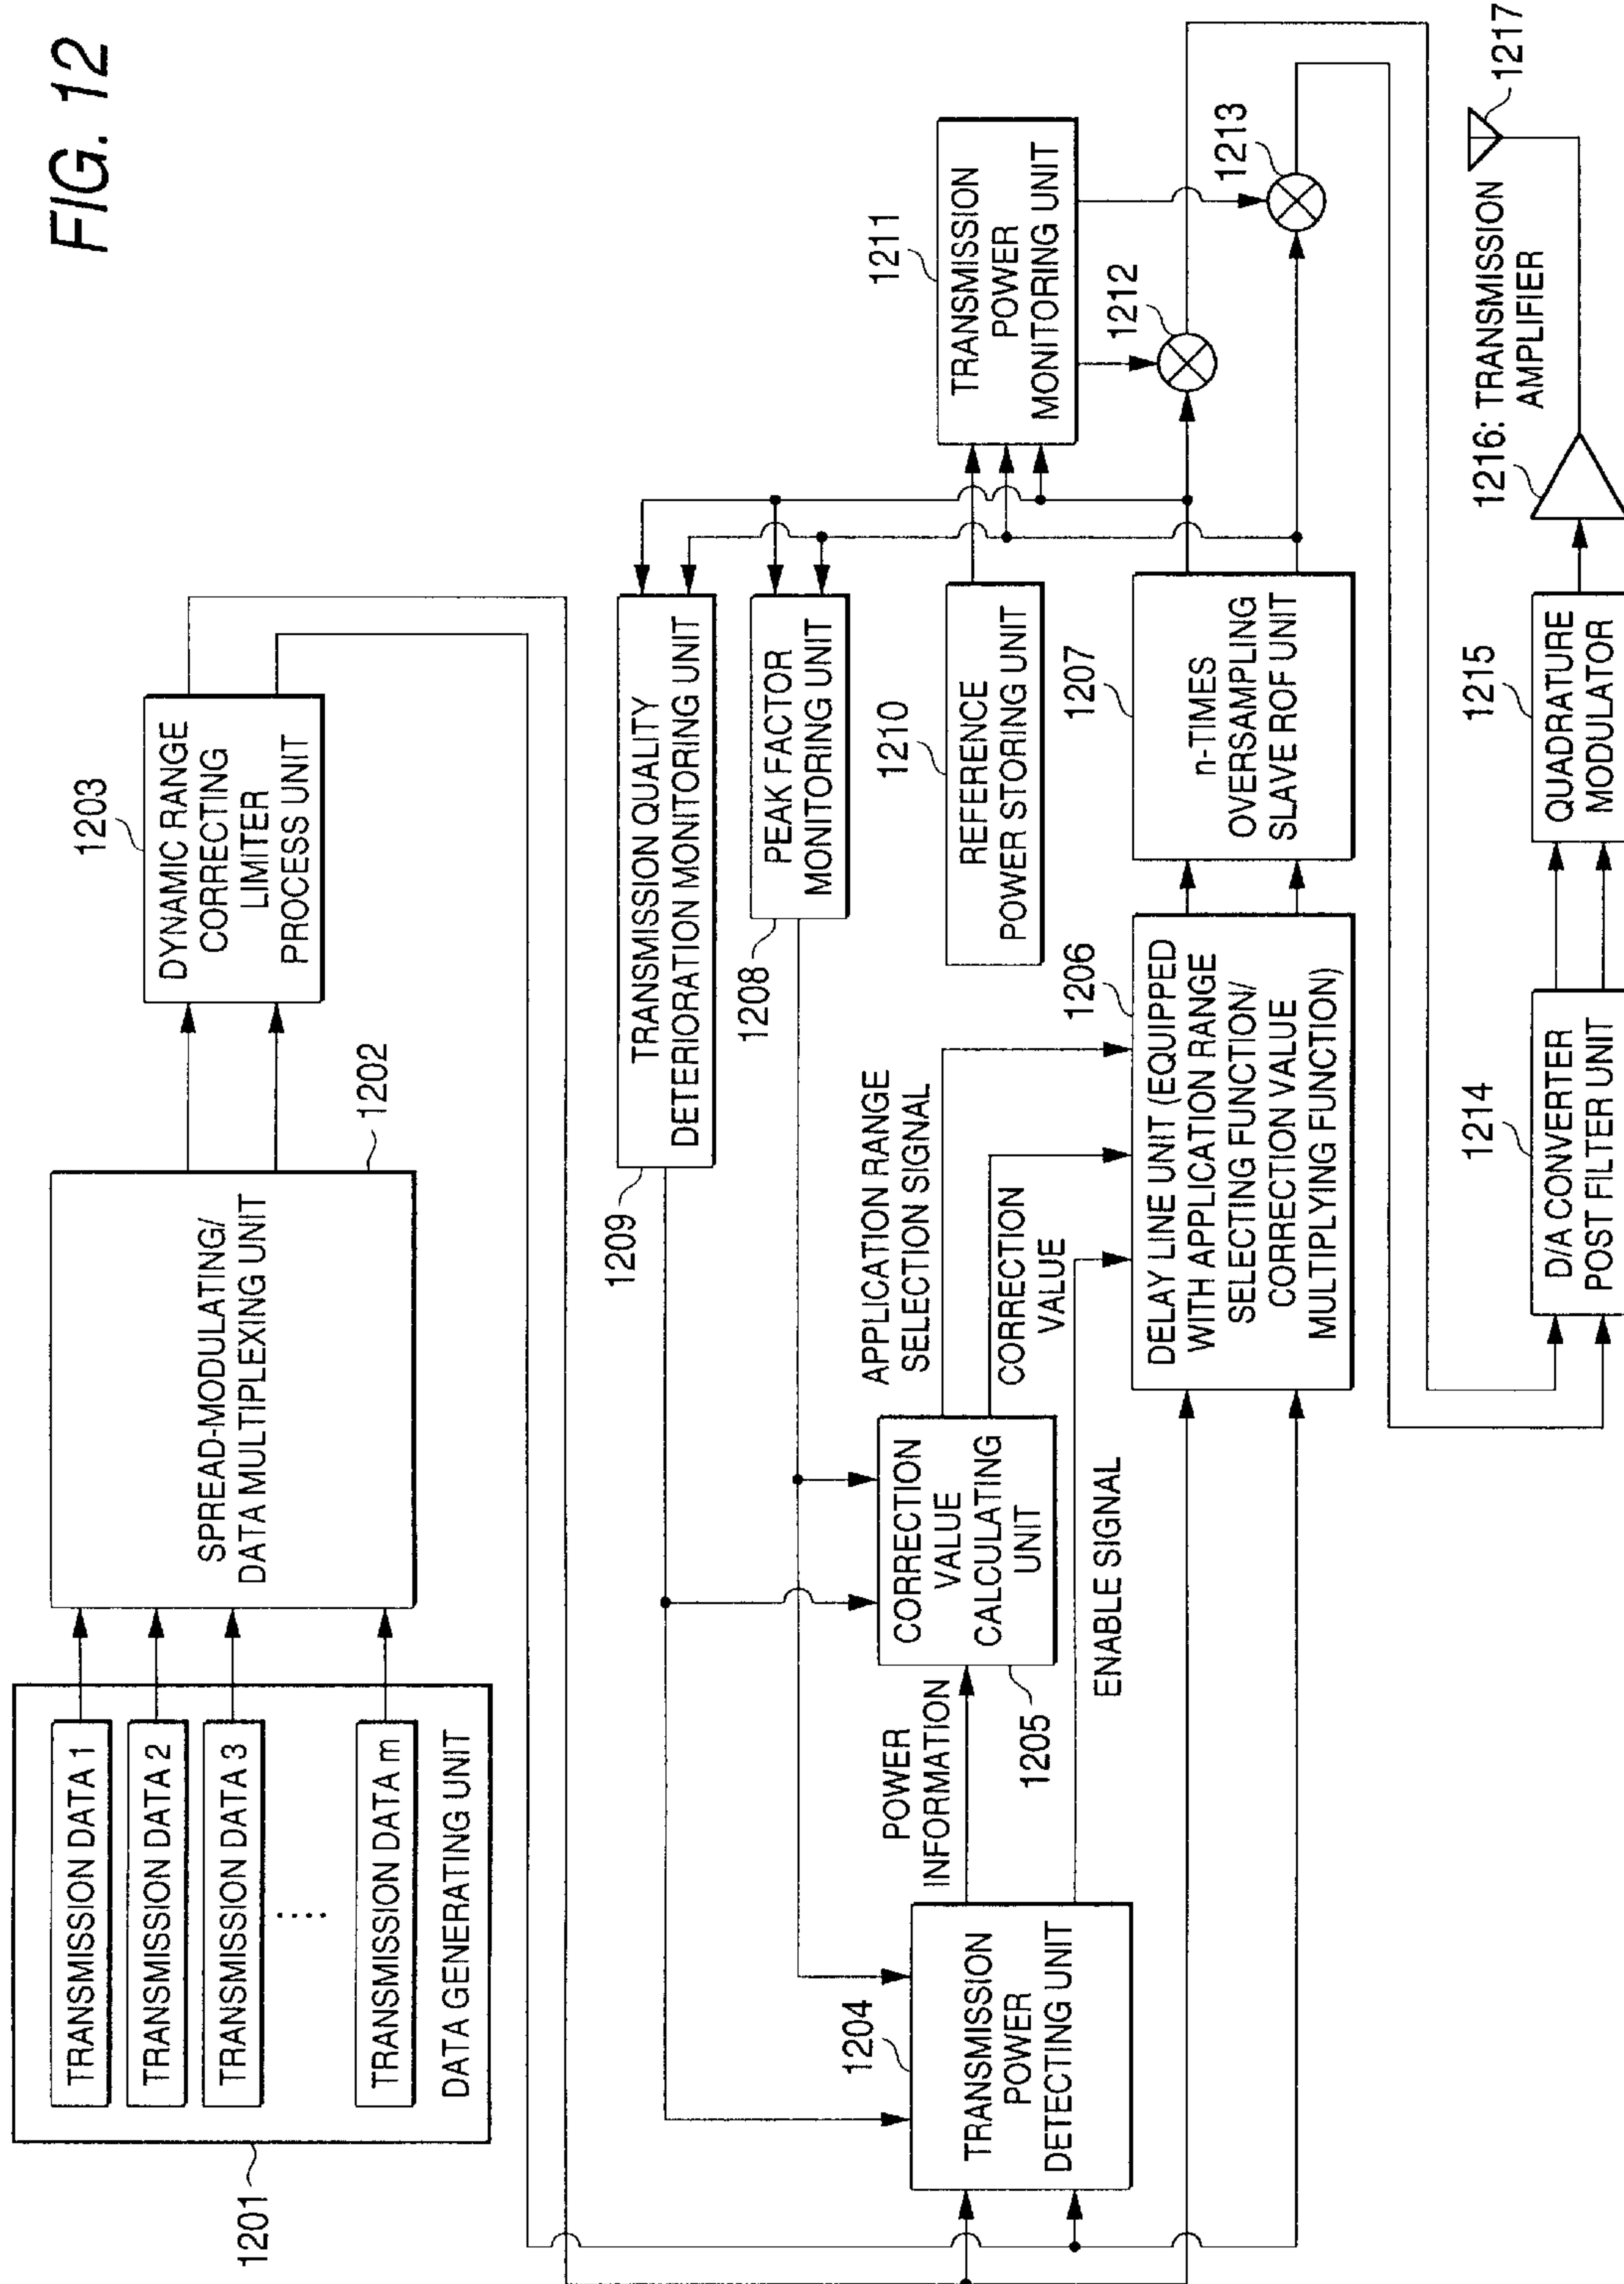 FIG. 12
TRANSMISSION DATA 1
TRANSMISSION DATA 2
TRANSMISSION DATA 3
....
TRANSMISSION DATA m
DATA GENERATING UNIT
1201
SPREAD-MODULATING/
DATA MULTIPLEXING UNIT
1202
1203
DYNAMIC RANGE
CORRECTING
LIMITER
PROCESS UNIT
TRANSMISSION QUALITY
DETERIORATION MONITORING UNIT
1209
PEAK FACTOR
MONITORING UNIT
1208
1210
REFERENCE
POWER STORING UNIT
1211
TRANSMISSION
POWER
MONITORING UNIT
1212
1213
1204
TRANSMISSION
POWER
DETECTING UNIT
POWER
INFORMATION
ENABLE SIGNAL
CORRECTION
VALUE
CALCULATING
UNIT
1205
APPLICATION RANGE
SELECTION SIGNAL
CORRECTION
VALUE
1206
DELAY LINE UNIT (EQUIPPED
WITH APPLICATION RANGE
SELECTING FUNCTION/
CORRECTION VALUE
MULTIPLYING FUNCTION)
1207
n-TIMES
OVERSAMPLING
SLAVE ROF UNIT
1214
D/A CONVERTER
POST FILTER UNIT
1215
QUADRATURE
MODULATOR
1216: TRANSMISSION
AMPLIFIER
1217